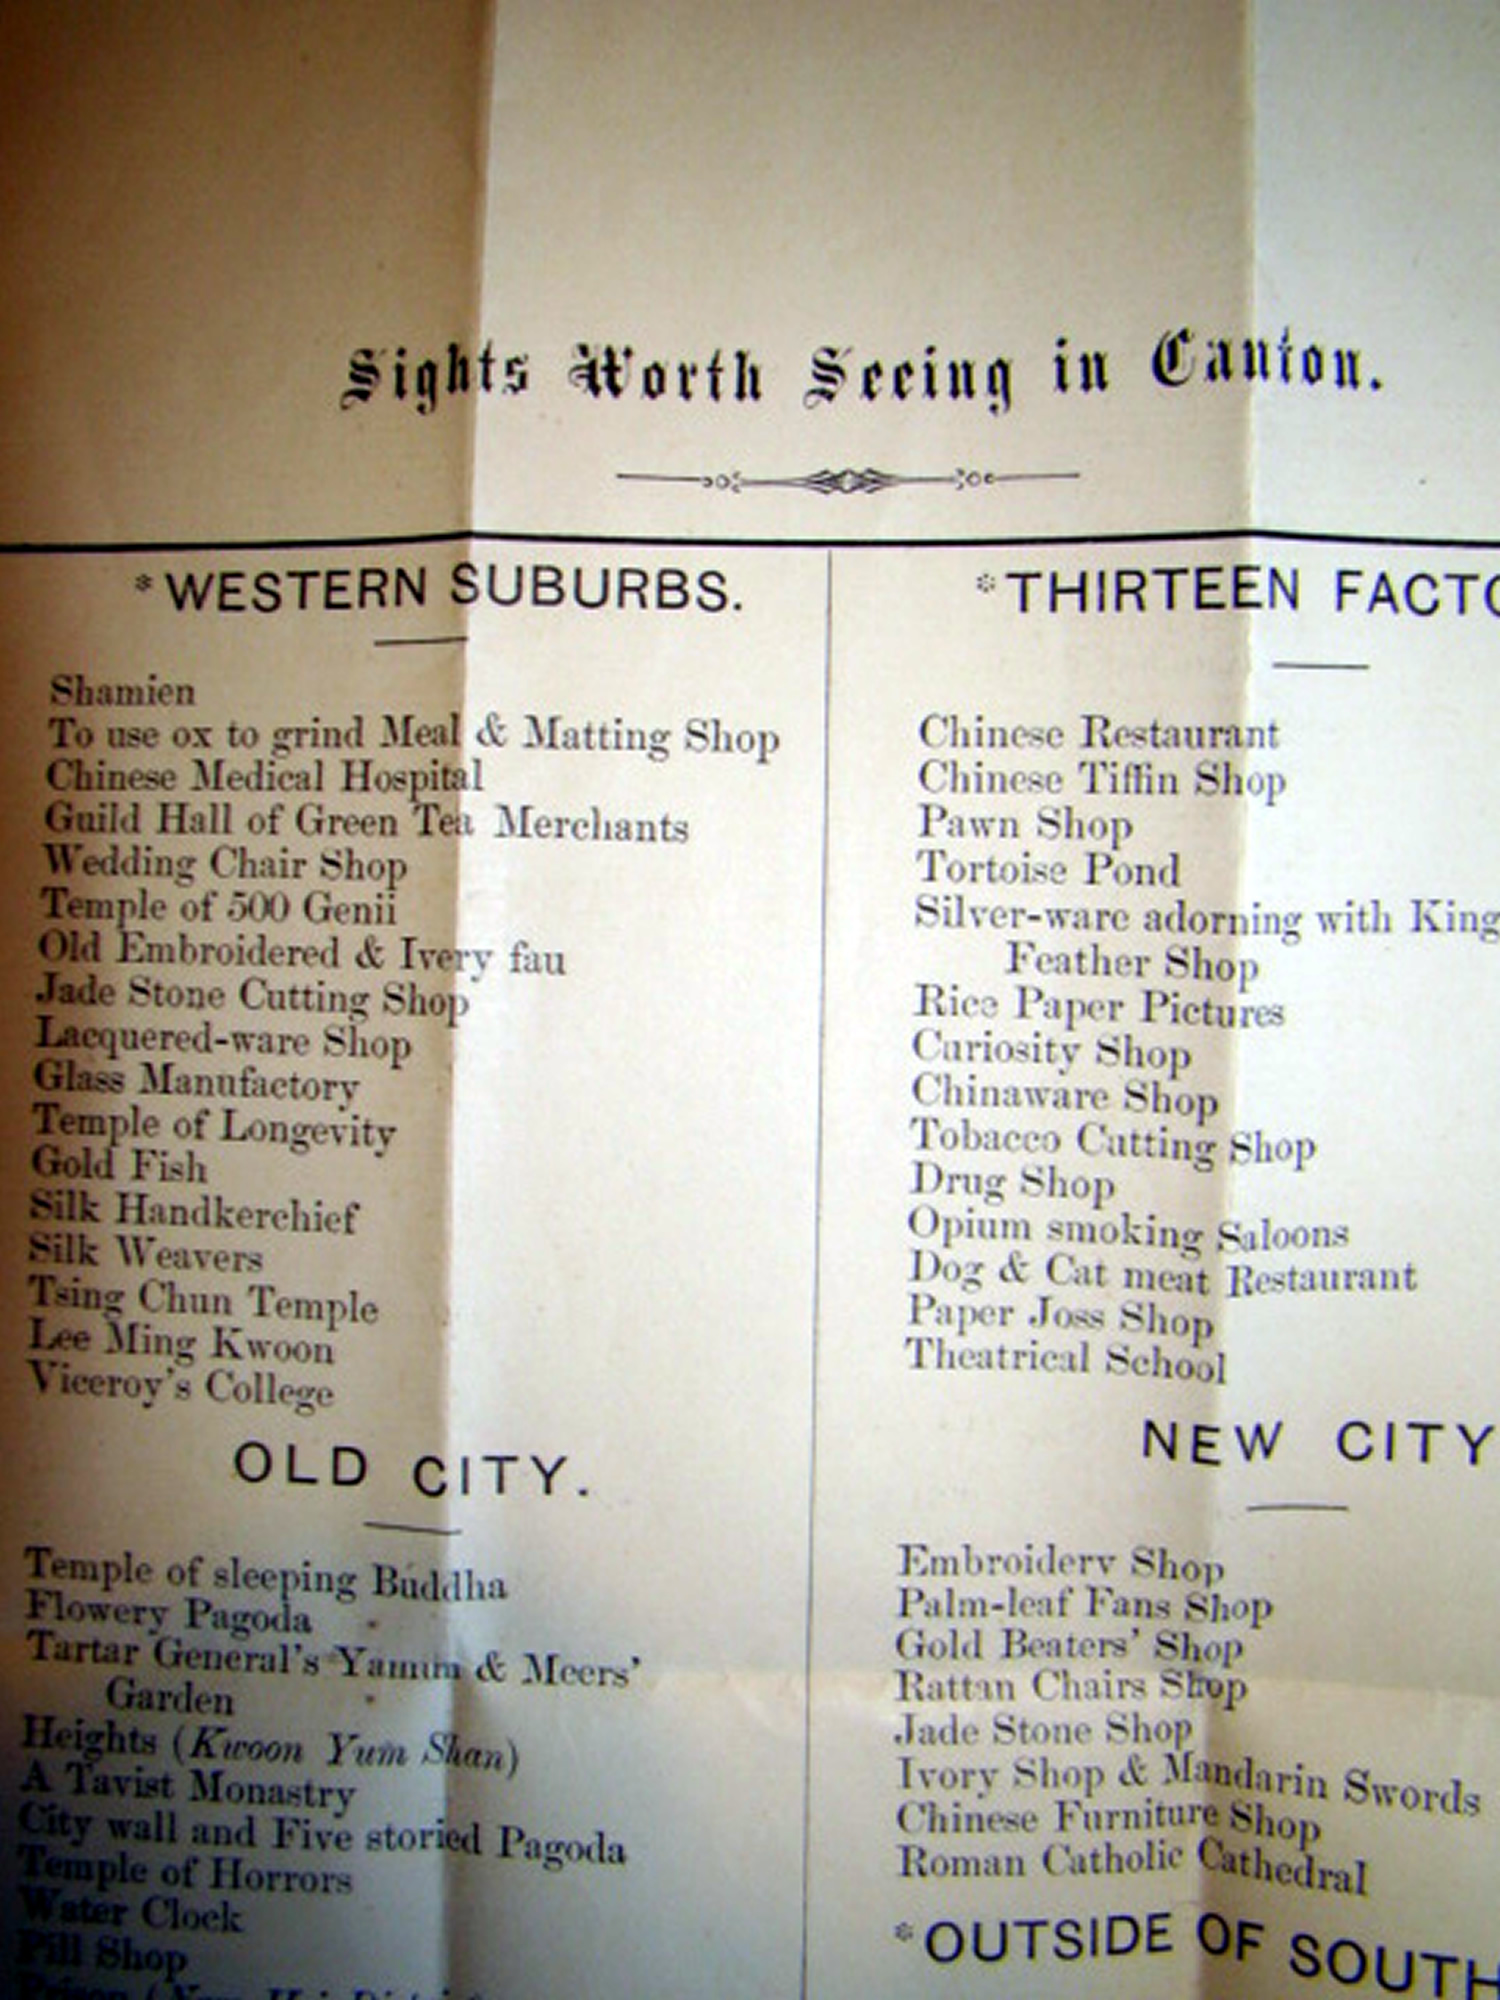 Sights Worth Seeing in Canton.
*WESTERN SUBURBS.
Shamien
To use ox to grind Meal & Matting Shop
Chinese Medical Hospital
Guild Hall of Green Tea Merchants
Wedding Chair Shop
Temple of 500 Genii
Old Embroidered & Ivery fau
Jade Stone Cutting Shop
Lacquered-ware Shop
Glass Manufactory
Temple of Longevity
Gold Fish
Silk Handkerchief
Silk Weavers
Tsing Chun Temple
Lee Ming Kwoon
Viceroy's College
OLD CITY.
Temple of sleeping Buddha
Flowery Pagoda
Tartar General's Yamun & Meers'
Garden
Heights (Kwoon Yum Shan)
A Tavist Monastry
City wall and Five storied Pagoda
Temple of Horrors
Water Clock
Pill Shop
*THIRTEEN FACTO
Chinese Restaurant
Chinese Tiffin Shop
Pawn Shop
Tortoise Pond
Silver-ware adorning with King
Feather Shop
Rice Paper Pictures
Curiosity Shop
Chinaware Shop
Tobacco Cutting Shop
Drug Shop
Opium smoking Saloons
Dog & Cat meat Restaurant
Paper Joss Shop
Theatrical School
NEW CITY
Embroidery Shop
Palm-leaf Fans Shop
Gold Beaters' Shop
Rattan Chairs Shop
Jade Stone Shop
Ivory Shop & Mandarin Swords
Chinese Furniture Shop
Roman Catholic Cathedral
*OUTSIDE OF SOUTH